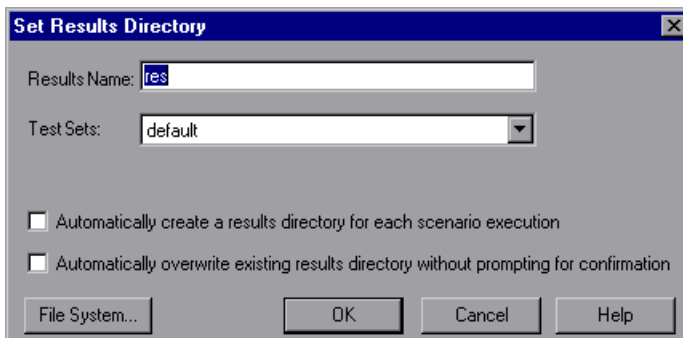 Set Results Directory
Results Name: res
Test Sets: default
Automatically create a results directory for each scenario execution
Automatically overwrite existing results directory without prompting for confirmation
File System... OK Cancel Help